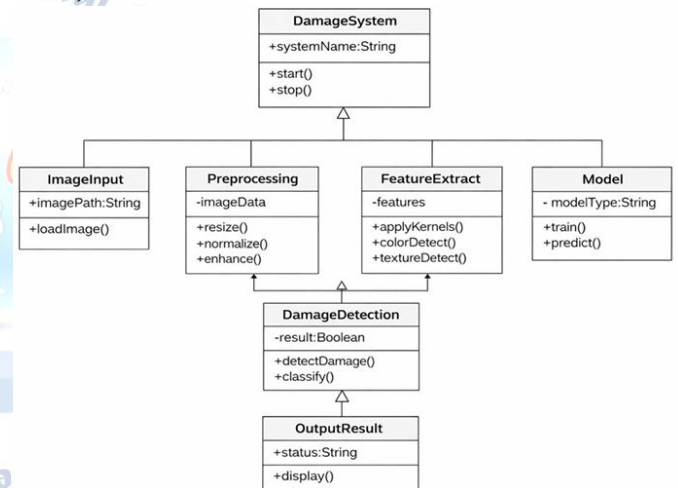 DamageSystem
+systemName:String
+start()
+stop()
ImageInput
+imagePath:String
+loadImage()
Preprocessing
-imageData
+resize()
+normalize()
+enhance()
FeatureExtract
-features
+applyKernels()
+colorDetect()
+textureDetect()
Model
- modelType:String
+train()
+predict()
DamageDetection
-result:Boolean
+detectDamage()
+classify()
OutputResult
+status:String
+display()